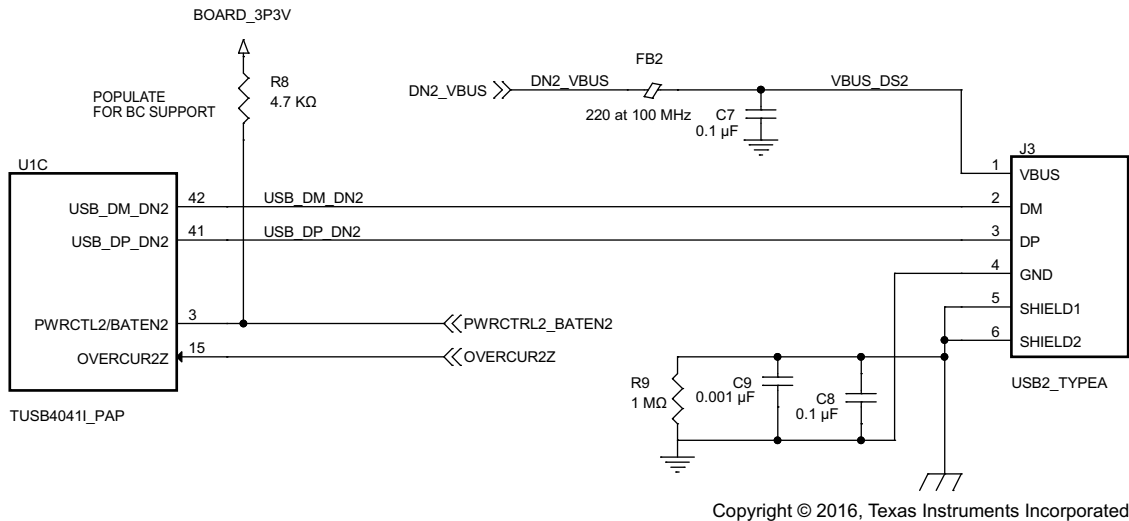 BOARD_3P3V
R8
4.7 KΩ
POPULATE
FOR BC SUPPORT
FB2
DN2_VBUS
DN2_VBUS
VBUS_DS2
220 at 100 MHz
C7
0.1 µF
J3
U1C
1
VBUS
USB_DM_DN2
42
USB_DM_DN2
2
DM
USB_DP_DN2
41
USB_DP_DN2
3
DP
4
GND
5
SHIELD1
PWRCTL2/BATEN2
3
PWRCTRL2_BATEN2
6
SHIELD2
OVERCUR2Z
15
OVERCUR2Z
R9
1 MΩ
C9
0.001 µF
C8
0.1 µF
USB2_TYPEA
TUSB4041I_PAP
Copyright © 2016, Texas Instruments Incorporated